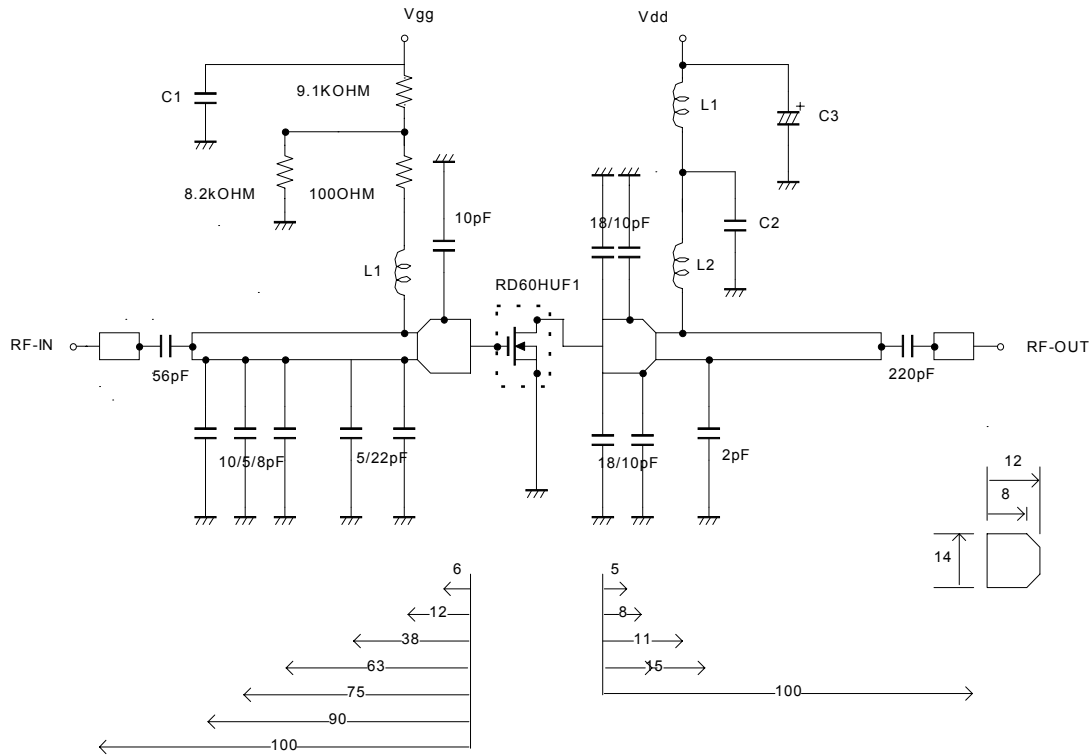 Vgg
Vdd
C1
9.1KOHM
L1
C3
+
8.2kOHM
100OHM
10pF
18/10pF
C2
L1
L2
RD60HUF1
RF-IN
RF-OUT
56pF
220pF
10/5/8pF
5/22pF
18/10pF
2pF
12
8
14
6
5
12
8
38
11
63
15
75
100
90
100